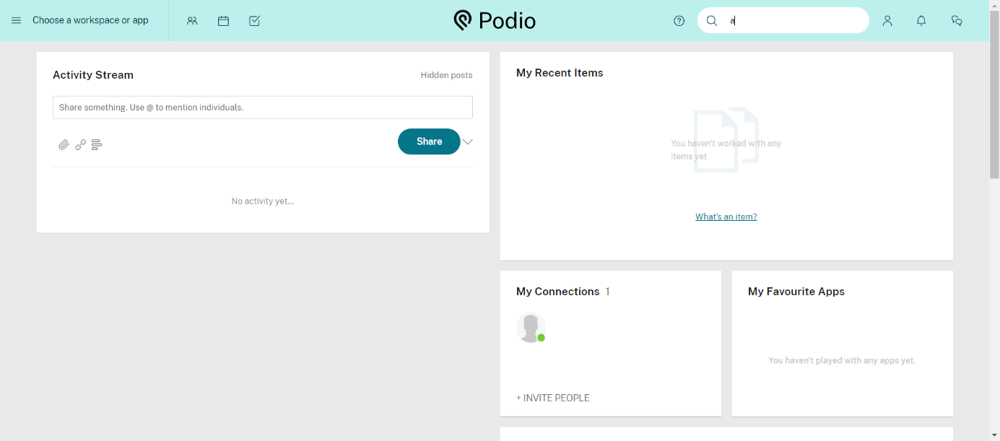 Choose a workspace or app
Podio
a
Activity Stream
Hidden posts
Share something. Use @ to mention individuals.
Share
No activity yet...
My Recent Items
You haven't worked with any
items yet
What's an item?
My Connections 1
+ INVITE PEOPLE
My Favourite Apps
You haven't played with any apps yet.